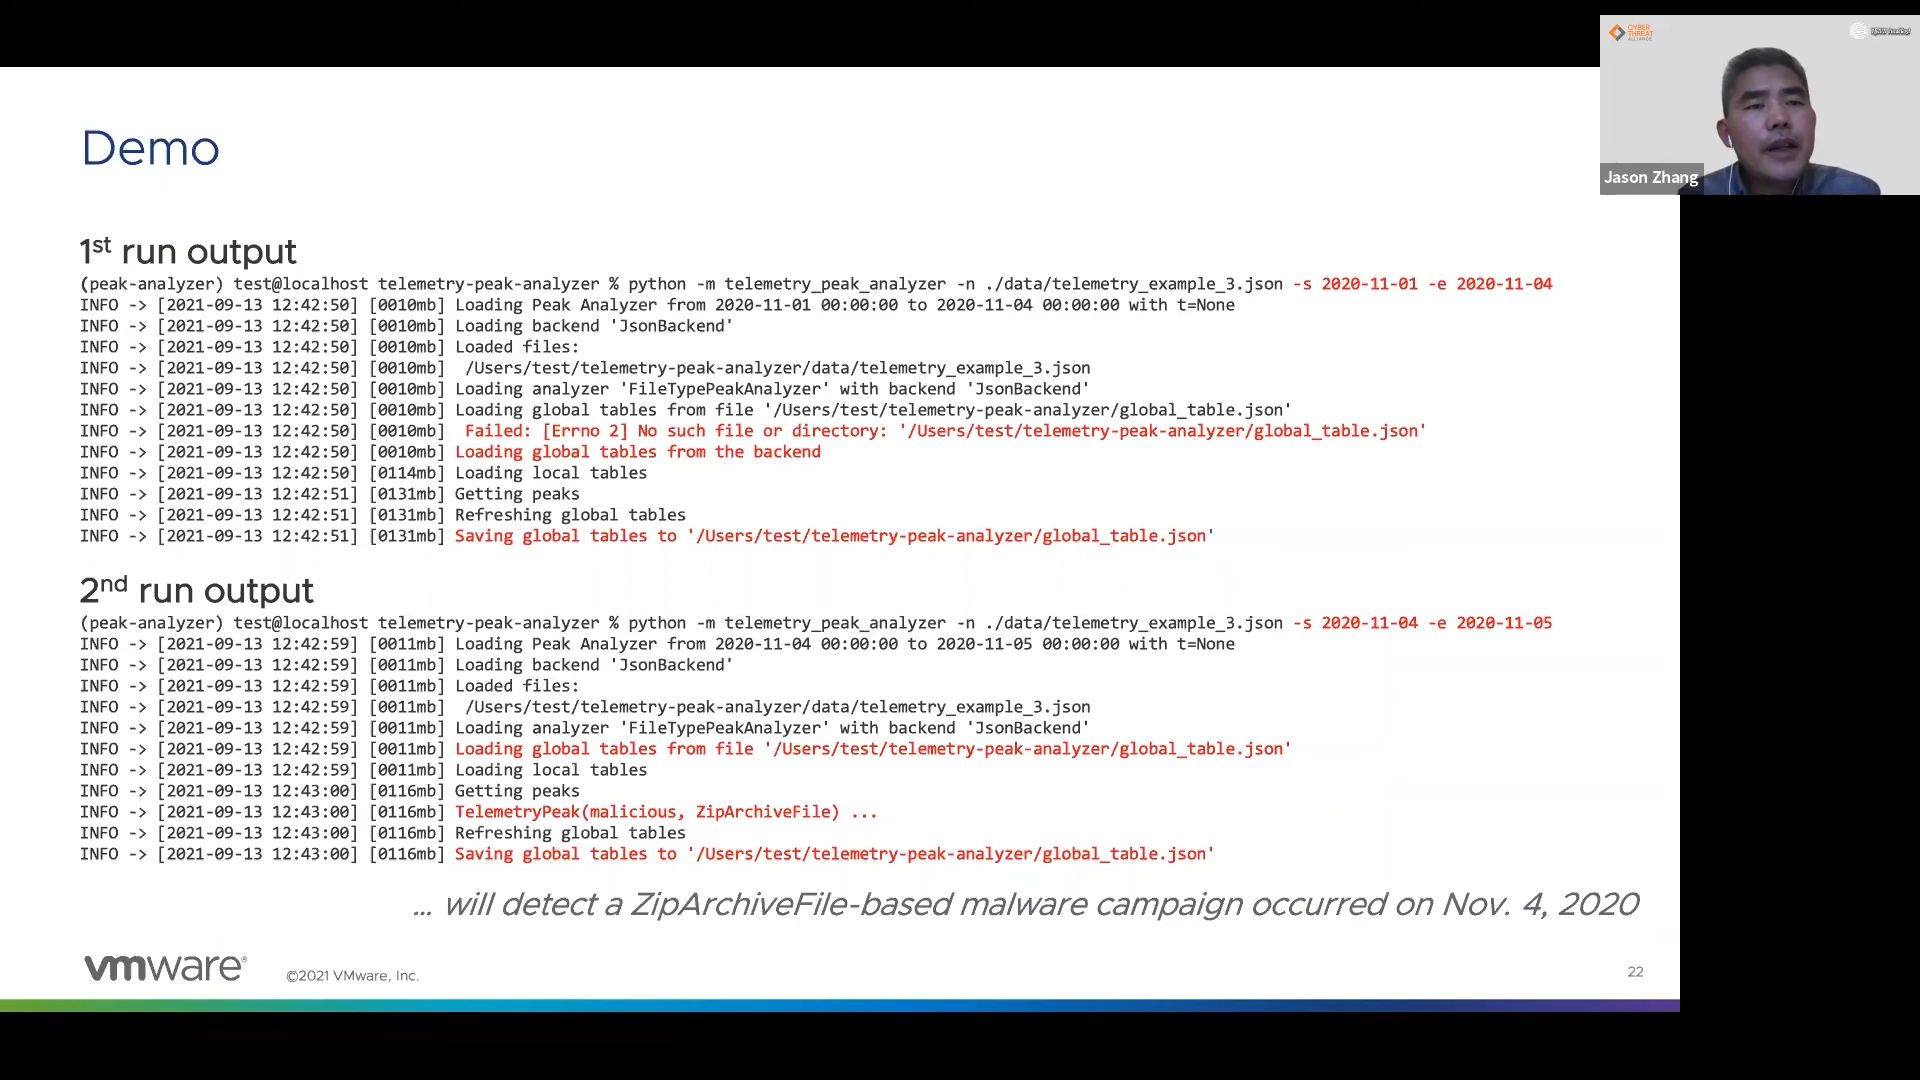 CYBER
THREAT
ALLIANCE
Jason Zhang
Demo
1st run output
(peak-analyzer) test@localhost telemetry-peak-analyzer % python -m telemetry_peak_analyzer -n ./data/telemetry_example_3.json -s 2020-11-01 -e 2020-11-04
INFO -> [2021-09-13 12:42:50] [0010mb] Loading Peak Analyzer from 2020-11-01 00:00:00 to 2020-11-04 00:00:00 with t=None
INFO -> [2021-09-13 12:42:50] [0010mb] Loading backend 'JsonBackend'
INFO -> [2021-09-13 12:42:50] [0010mb] Loaded files:
INFO -> [2021-09-13 12:42:50] [0010mb]  /Users/test/telemetry-peak-analyzer/data/telemetry_example_3.json
INFO -> [2021-09-13 12:42:50] [0010mb] Loading analyzer 'FileTypePeakAnalyzer' with backend 'JsonBackend'
INFO -> [2021-09-13 12:42:50] [0010mb] Loading global tables from file '/Users/test/telemetry-peak-analyzer/global_table.json'
INFO -> [2021-09-13 12:42:50] [0010mb]  Failed: [Errno 2] No such file or directory: '/Users/test/telemetry-peak-analyzer/global_table.json'
INFO -> [2021-09-13 12:42:50] [0010mb] Loading global tables from the backend
INFO -> [2021-09-13 12:42:50] [0114mb] Loading local tables
INFO -> [2021-09-13 12:42:51] [0131mb] Getting peaks
INFO -> [2021-09-13 12:42:51] [0131mb] Refreshing global tables
INFO -> [2021-09-13 12:42:51] [0131mb] Saving global tables to '/Users/test/telemetry-peak-analyzer/global_table.json'
2nd run output
(peak-analyzer) test@localhost telemetry-peak-analyzer % python -m telemetry_peak_analyzer -n ./data/telemetry_example_3.json -s 2020-11-04 -e 2020-11-05
INFO -> [2021-09-13 12:42:59] [0011mb] Loading Peak Analyzer from 2020-11-04 00:00:00 to 2020-11-05 00:00:00 with t=None
INFO -> [2021-09-13 12:42:59] [0011mb] Loading backend 'JsonBackend'
INFO -> [2021-09-13 12:42:59] [0011mb] Loaded files:
INFO -> [2021-09-13 12:42:59] [0011mb]  /Users/test/telemetry-peak-analyzer/data/telemetry_example_3.json
INFO -> [2021-09-13 12:42:59] [0011mb] Loading analyzer 'FileTypePeakAnalyzer' with backend 'JsonBackend'
INFO -> [2021-09-13 12:42:59] [0011mb] Loading global tables from file '/Users/test/telemetry-peak-analyzer/global_table.json'
INFO -> [2021-09-13 12:42:59] [0011mb] Loading local tables
INFO -> [2021-09-13 12:43:00] [0116mb] Getting peaks
INFO -> [2021-09-13 12:43:00] [0116mb] TelemetryPeak(malicious, ZipArchiveFile) ...
INFO -> [2021-09-13 12:43:00] [0116mb] Refreshing global tables
INFO -> [2021-09-13 12:43:00] [0116mb] Saving global tables to '/Users/test/telemetry-peak-analyzer/global_table.json'
... will detect a ZipArchiveFile-based malware campaign occurred on Nov. 4, 2020
vmware®
©2021 VMware, Inc.
22